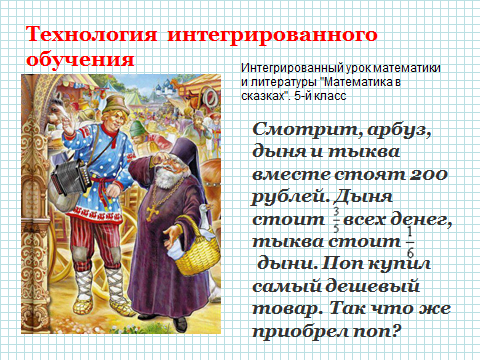 Технология интегрированного
обучения
Интегрированный урок математики
и литературы "Математика в
сказках". 5-й класс
Смотрит, арбуз,
дыня и тыква
вместе стоят 200
рублей. Дыня
стоит 3/5 всех денег,
тыква стоит 1/6
дыни. Поп купил
самый дешевый
товар. Так что же
приобрел поп?